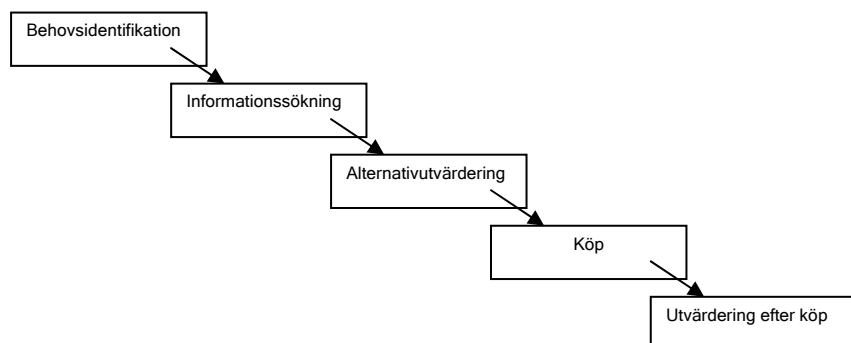 Behovsidentifikation
Informationssökning
Alternativutvärdering
Köp
Utvärdering efter köp